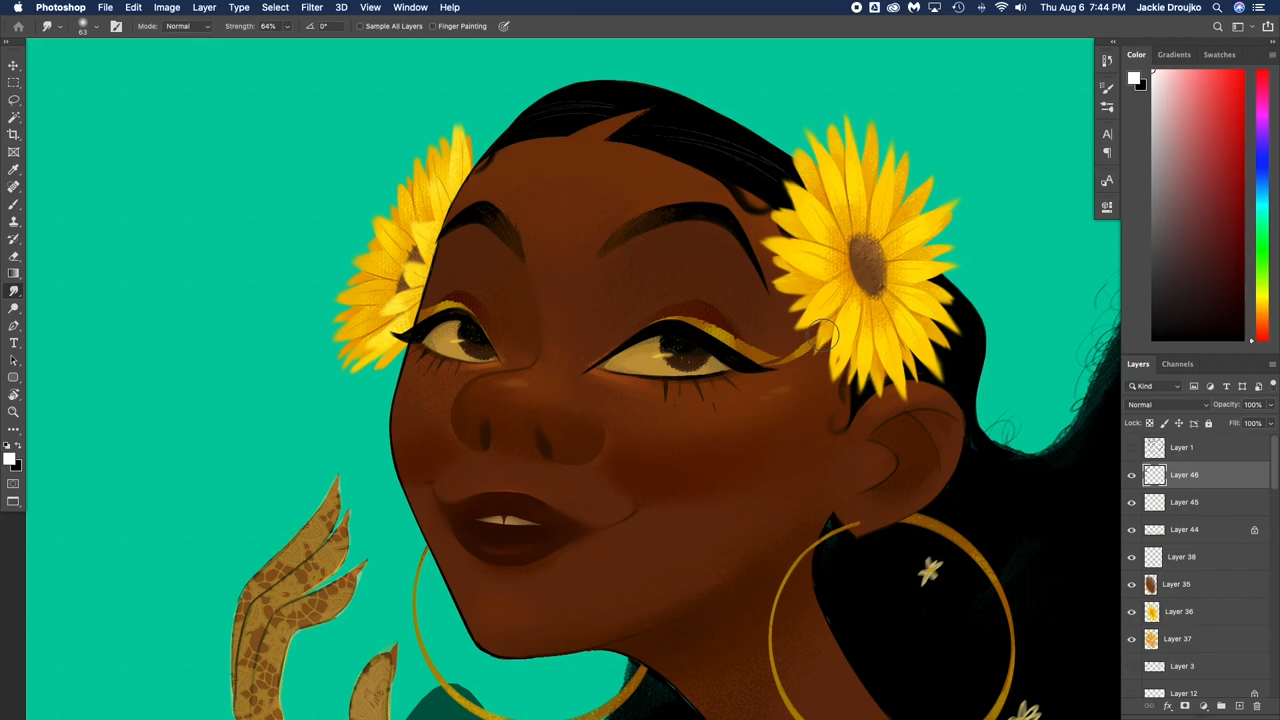 Photoshop File Edit Image Layer Type Select Filter 3D View Window Help Thu Aug 6 7:44 PM Jackie Droujko
63 Mode: Normal Strength: 64% 0° Sample All Layers Finger Painting
Color Gradients Swatches
Layers Channels
Kind
Normal Opacity: 100%
Lock: Fill: 100%
Layer 1
Layer 46
Layer 45
Layer 44
Layer 38
Layer 35
Layer 36
Layer 37
Layer 3
Layer 12